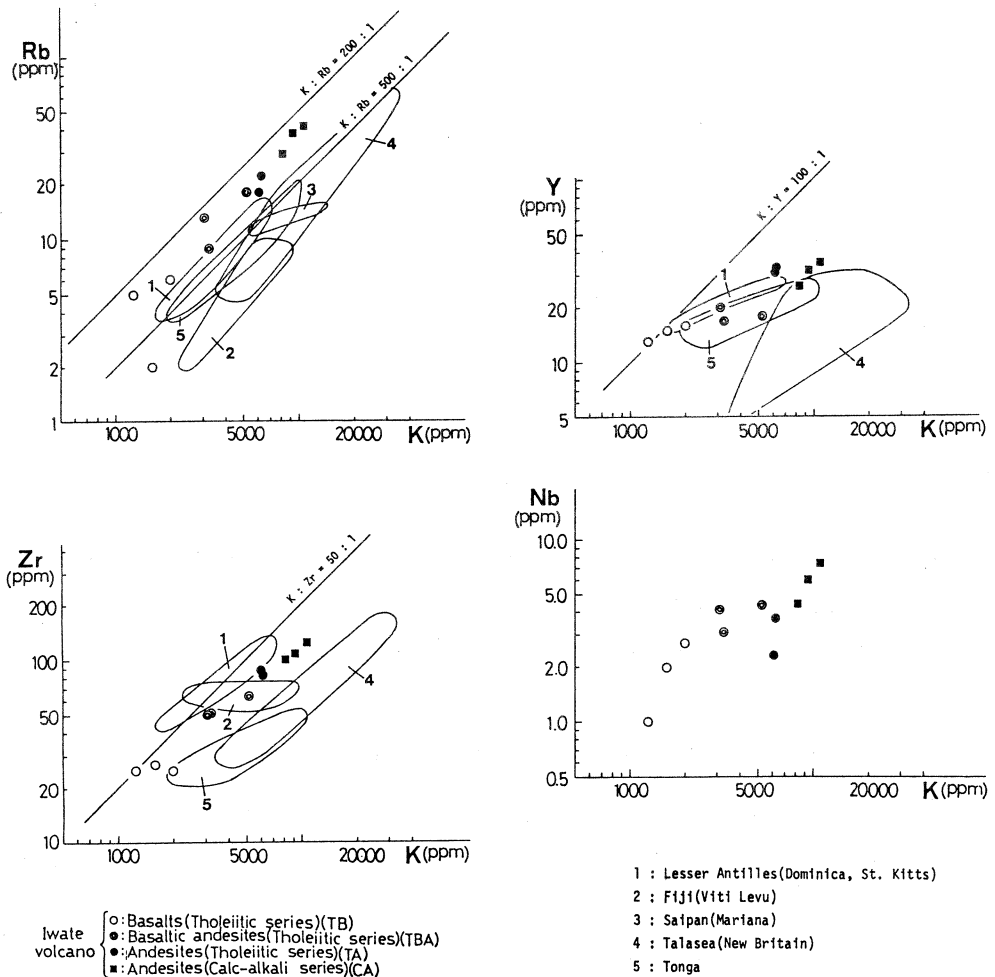 Rb
(ppm)
50
20
10
5
2
1
K : Rb = 200 : 1
K : Rb = 500 : 1
4
3
1
5
2
1000
5000
20000
K(ppm)
Y
(ppm)
50
20
10
5
K : Y = 100 : 1
1
5
4
1000
5000
20000
K(ppm)
Zr
(ppm)
200
100
50
20
10
K : Zr = 50 : 1
1
2
4
5
1000
5000
20000
K(ppm)
Nb
(ppm)
10.0
5.0
2.0
1.0
0.5
1000
5000
20000
K(ppm)
Iwate
volcano
: Basalts (Tholeiitic series)(TB)
: Basaltic andesites (Tholeiitic series)(TBA)
: Andesites (Tholeiitic series)(TA)
: Andesites (Calc-alkali series)(CA)
1 : Lesser Antilles(Dominica, St. Kitts)
2 : Fiji(Viti Levu)
3 : Saipan(Mariana)
4 : Talasea(New Britain)
5 : Tonga